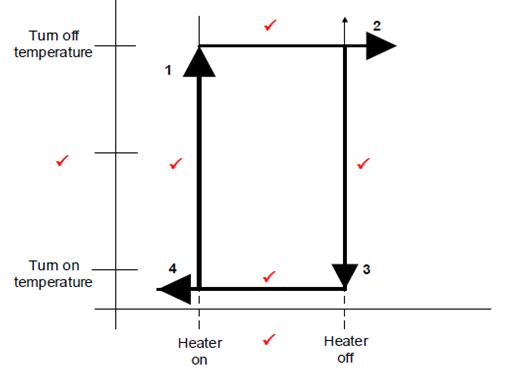 Turn off
temperature
2
1
Turn on
temperature
4
3
Heater
on
Heater
off